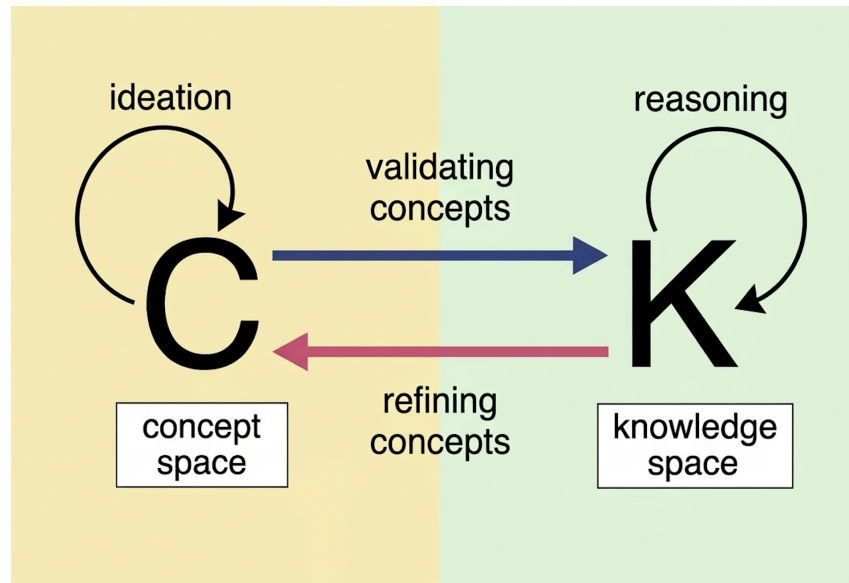 ideation
reasoning
validating
concepts
C
K
refining
concepts
concept
space
knowledge
space